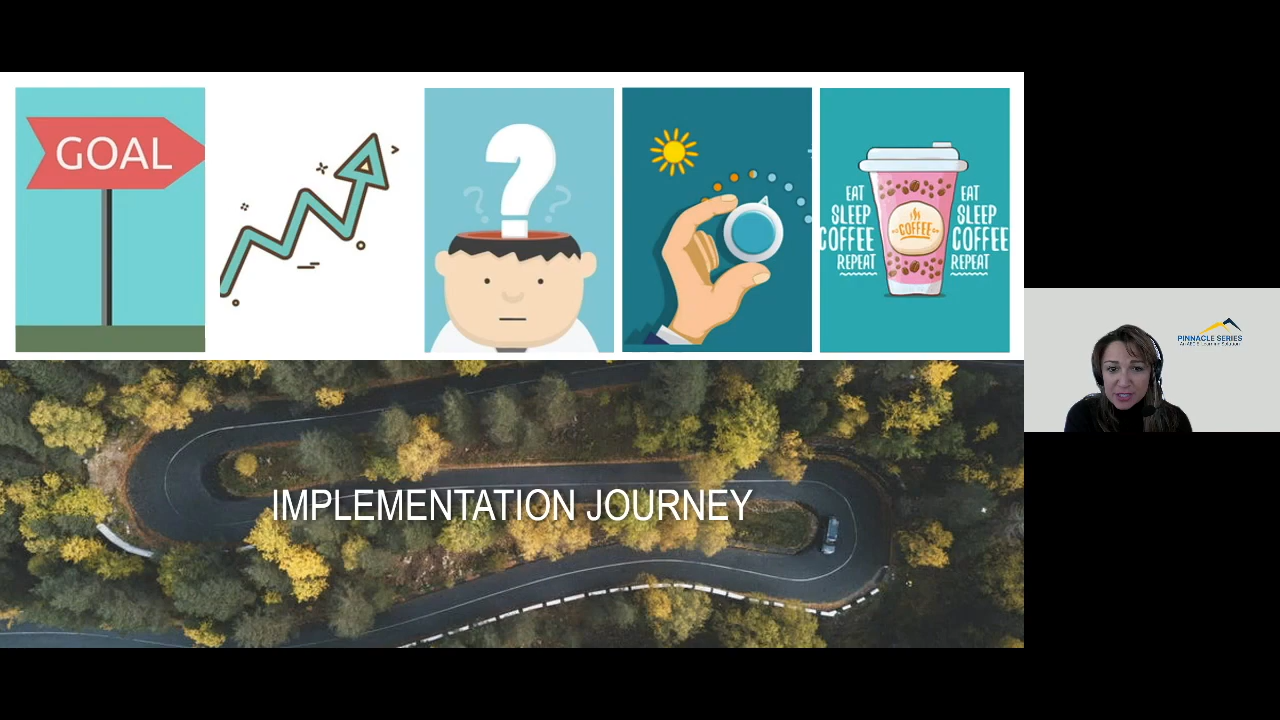 GOAL
?
? ?
EAT
SLEEP
COFFEE
REPEAT
COFFEE
EAT
SLEEP
COFFEE
REPEAT
IMPLEMENTATION JOURNEY
PINNACLE SERIES